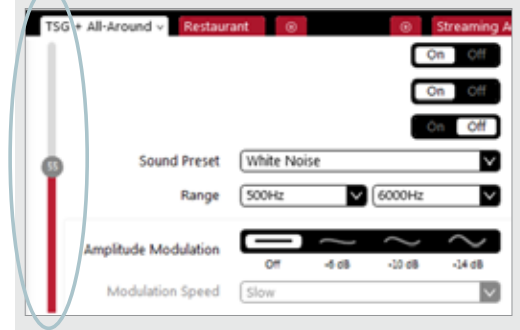 TSG + All-Around Restaurant Streaming A
On Off
On Off
On Off
55
Sound Preset White Noise
Range 500Hz 6000Hz
Amplitude Modulation
Off -6 dB -10 dB -14 dB
Modulation Speed Slow